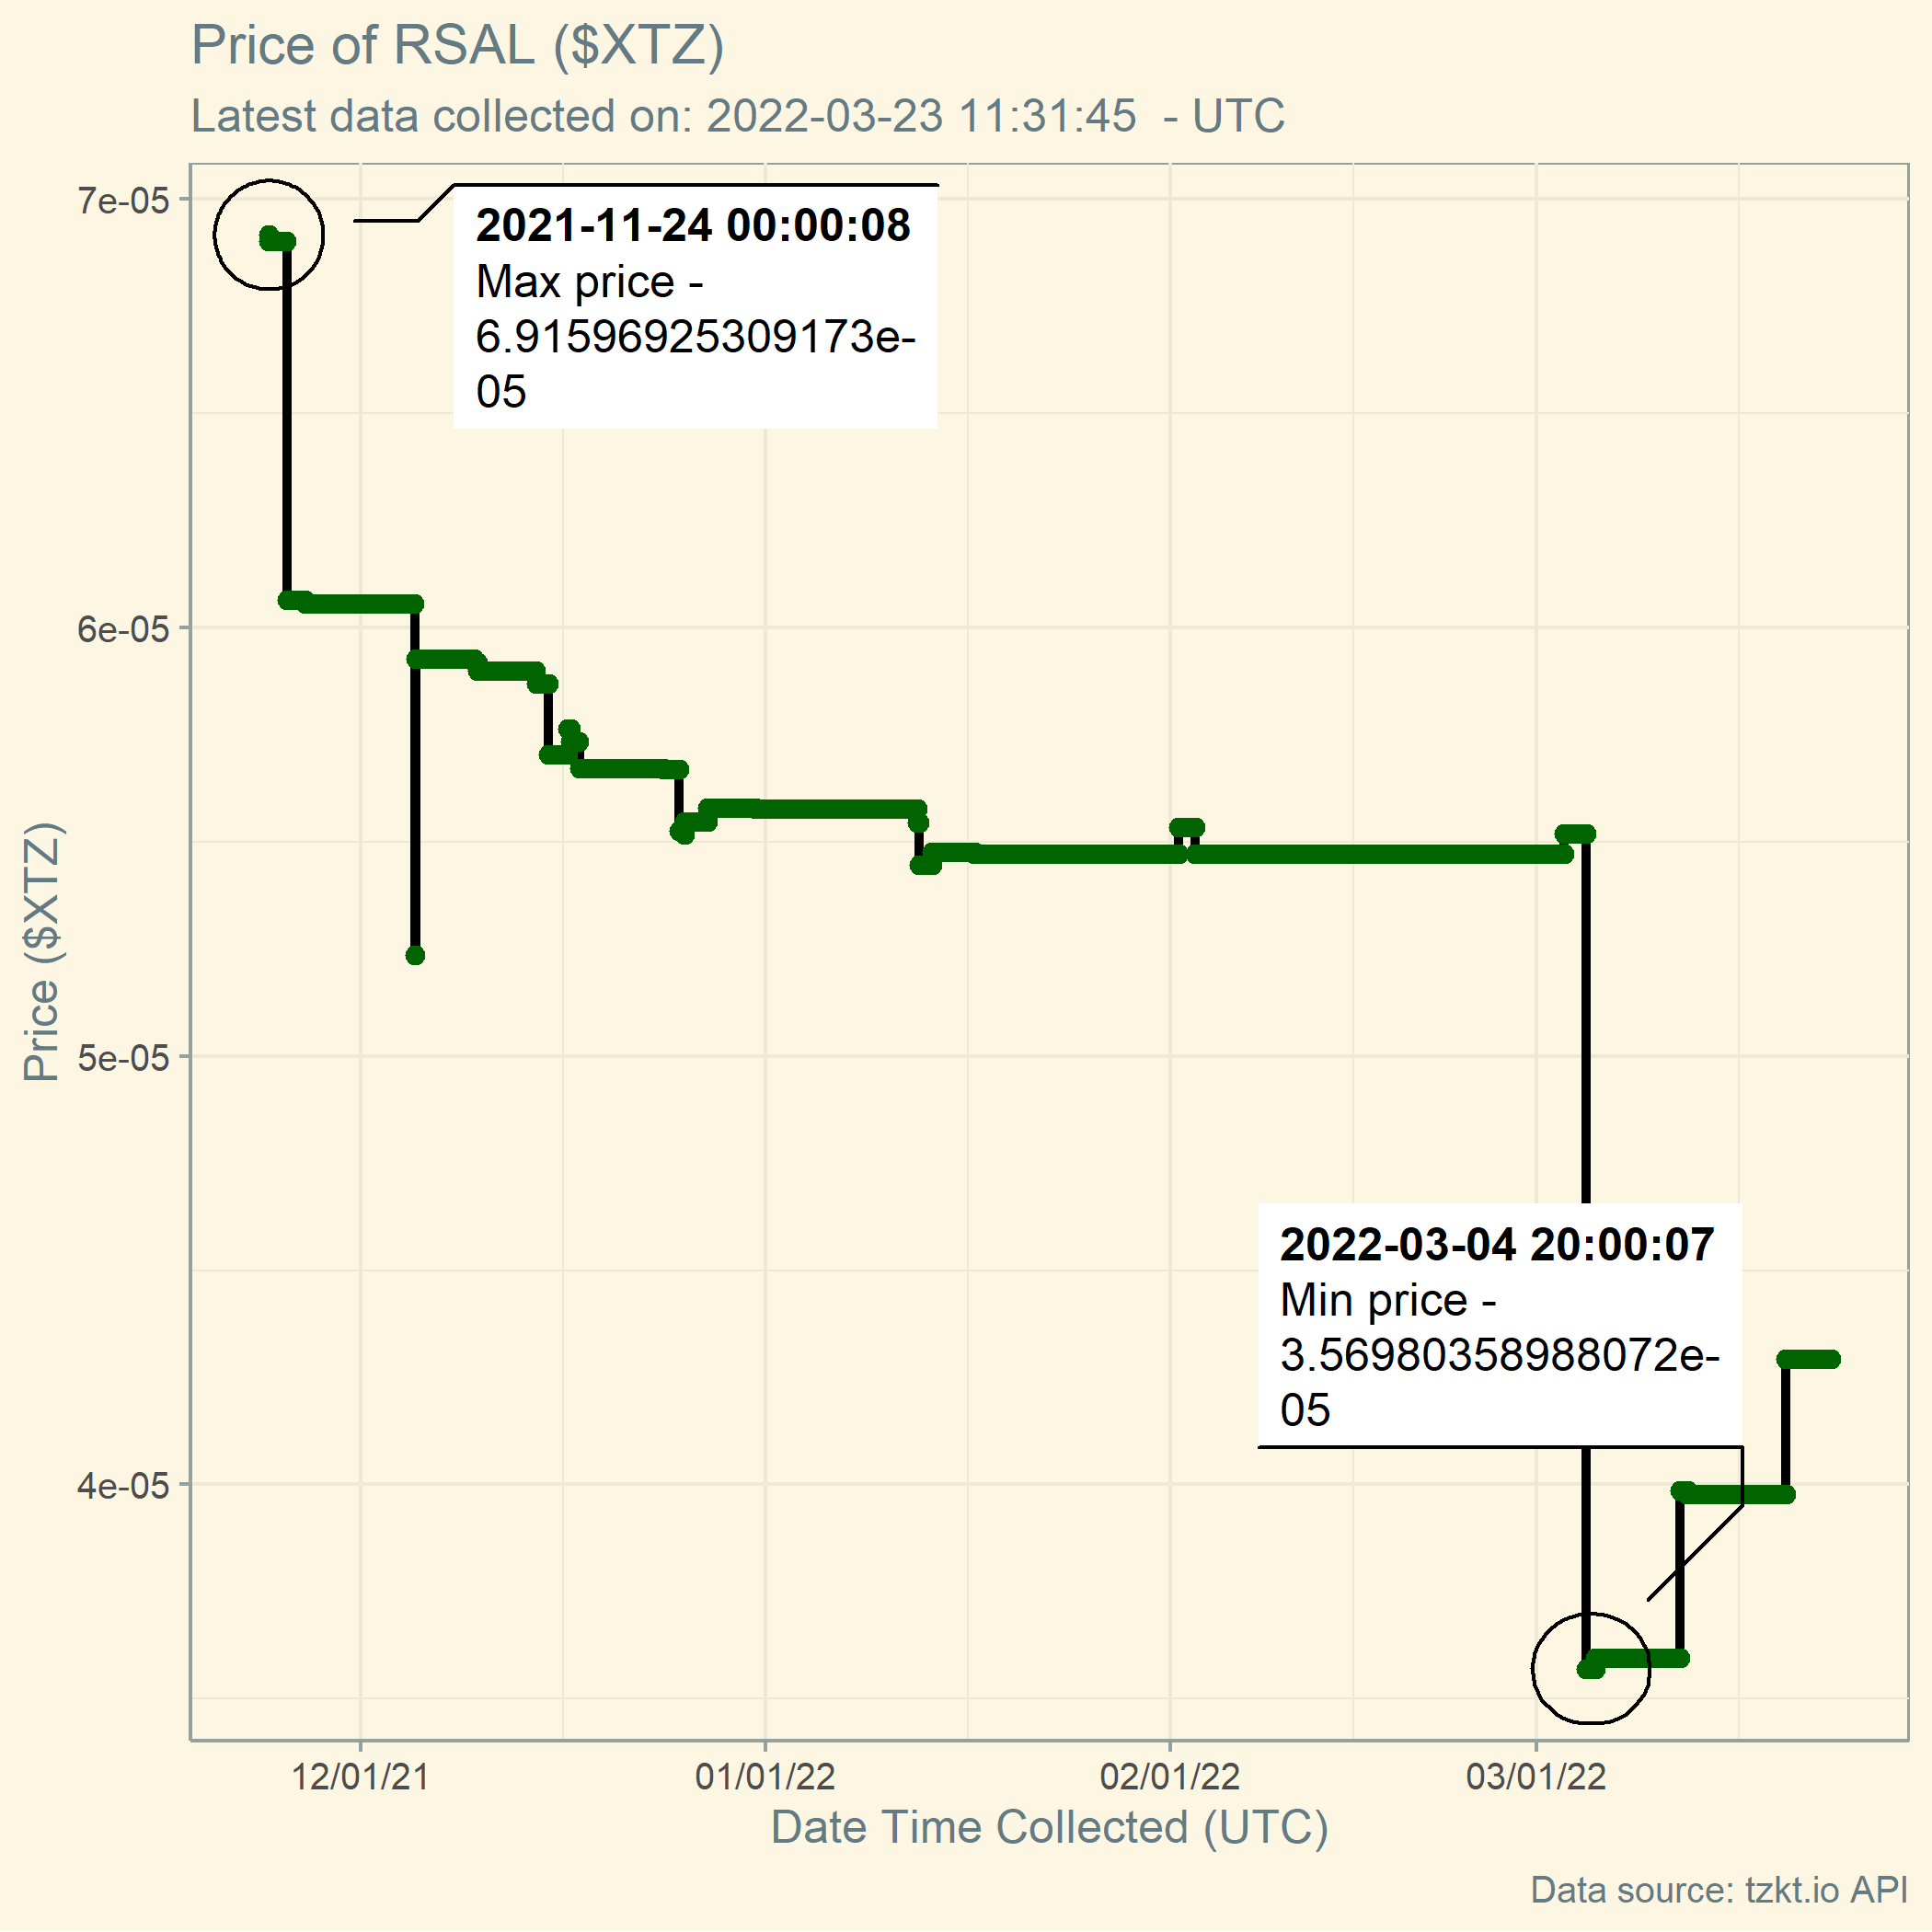 Price of RSAL ($XTZ)
Latest data collected on: 2022-03-23 11:31:45  - UTC
7e-05
2021-11-24 00:00:08
Max price -
6.91596925309173e-
05
6e-05
Price ($XTZ)
5e-05
2022-03-04 20:00:07
Min price -
3.56980358988072e-
05
4e-05
12/01/21 01/01/22 02/01/22 03/01/22
Date Time Collected (UTC)
Data source: tzkt.io API